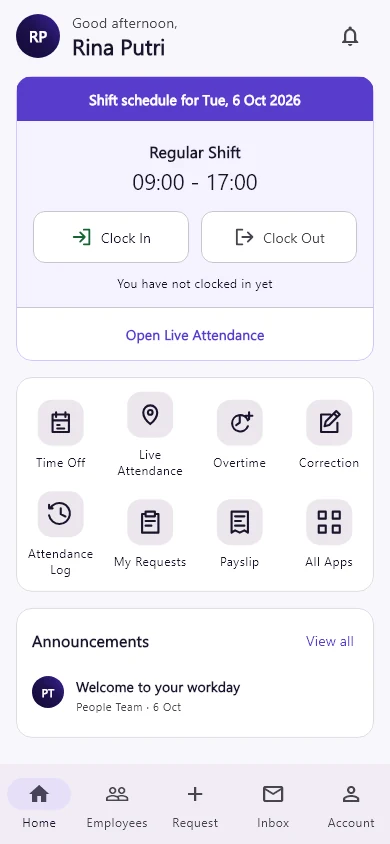 RP
Good afternoon,
Rina Putri
Shift schedule for Tue, 6 Oct 2026
Regular Shift
09:00 - 17:00
Clock In
Clock Out
You have not clocked in yet
Open Live Attendance
Time Off
Live
Attendance
Overtime
Correction
Attendance
Log
My Requests
Payslip
All Apps
Announcements
View all
PT
Welcome to your workday
People Team · 6 Oct
Home
Employees
Request
Inbox
Account